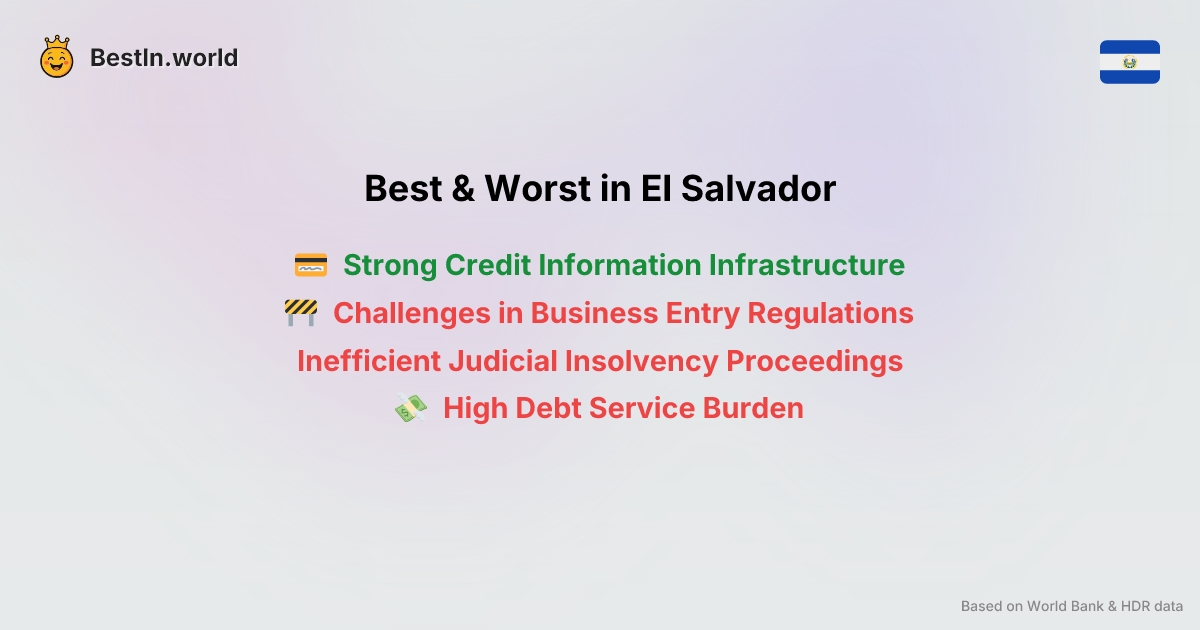 BestIn.world
Best & Worst in El Salvador
Strong Credit Information Infrastructure
Challenges in Business Entry Regulations
Inefficient Judicial Insolvency Proceedings
High Debt Service Burden
Based on World Bank & HDR data